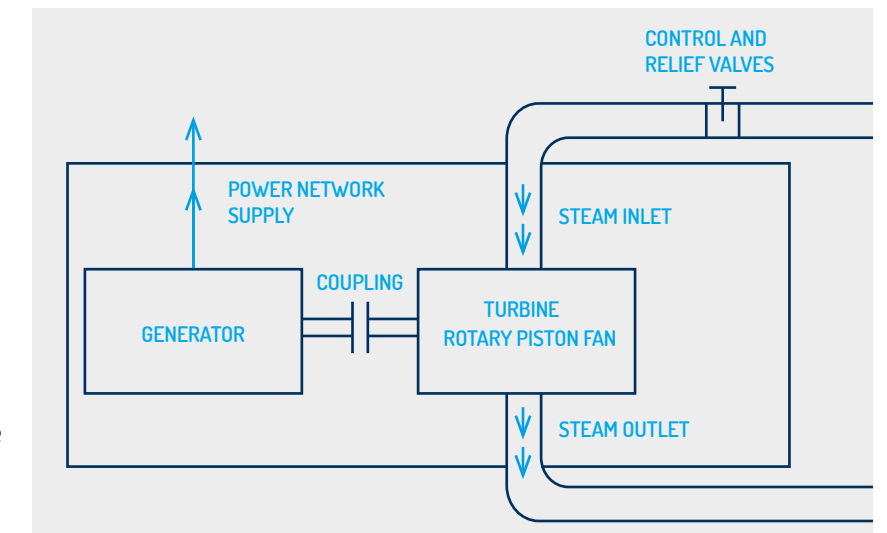 CONTROL AND
RELIEF VALVES
POWER NETWORK
SUPPLY
STEAM INLET
COUPLING
GENERATOR
TURBINE
ROTARY PISTON FAN
STEAM OUTLET